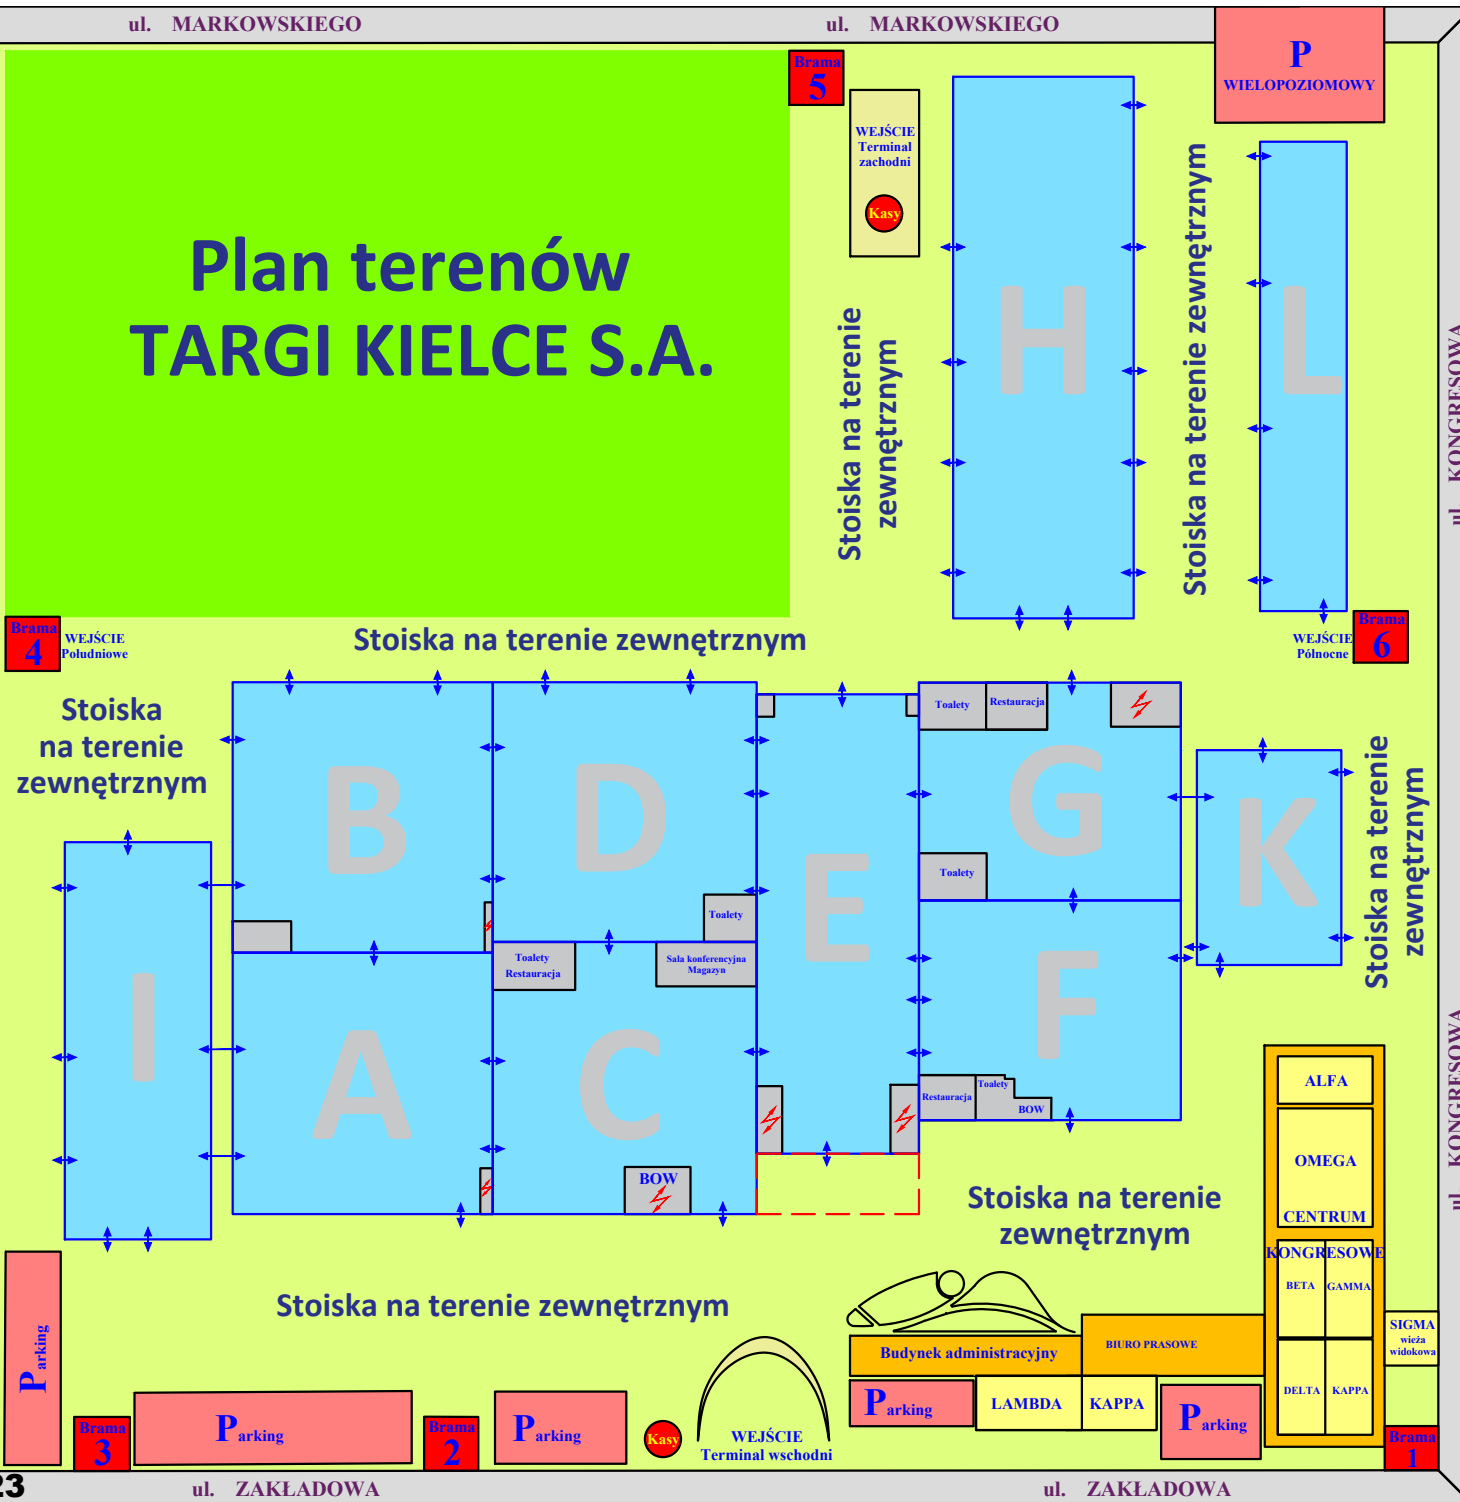 ul. MARKOWSKIEGO
ul. MARKOWSKIEGO
P
WIELOPOZIOMOWY
Brama
5
WEJŚCIE
Terminal
zachodni
Kasy
Plan terenów
TARGI KIELCE S.A.
H
L
Stoiska na terenie
zewnętrznym
Stoiska na terenie zewnętrznym
ul KONGRESOWA
Brama
4
WEJŚCIE
Południowe
Stoiska na terenie zewnętrznym
WEJŚCIE
Północne
Brama
6
Stoiska
na terenie
zewnętrznym
B
D
E
Toalety
Restauracja
G
Toalety
K
Stoiska na terenie
zewnętrznym
Toalety
Toalety
Restauracja
Sala konferencyjna
Magazyn
I
A
C
F
BOW
Restauracja
Toalety
BOW
ul KONGRESOWA
ALFA
OMEGA
CENTRUM
KONGRESOWE
BETA
GAMMA
DELTA
KAPPA
SIGMA
wieża
widokowa
Stoiska na terenie
zewnętrznym
Stoiska na terenie zewnętrznym
Budynek administracyjny
BIURO PRASOWE
LAMBDA
KAPPA
Parking
Brama
3
Parking
Brama
2
Parking
Kasy
WEJŚCIE
Terminal wschodni
Parking
Parking
Brama
1
23
ul. ZAKŁADOWA
ul. ZAKŁADOWA